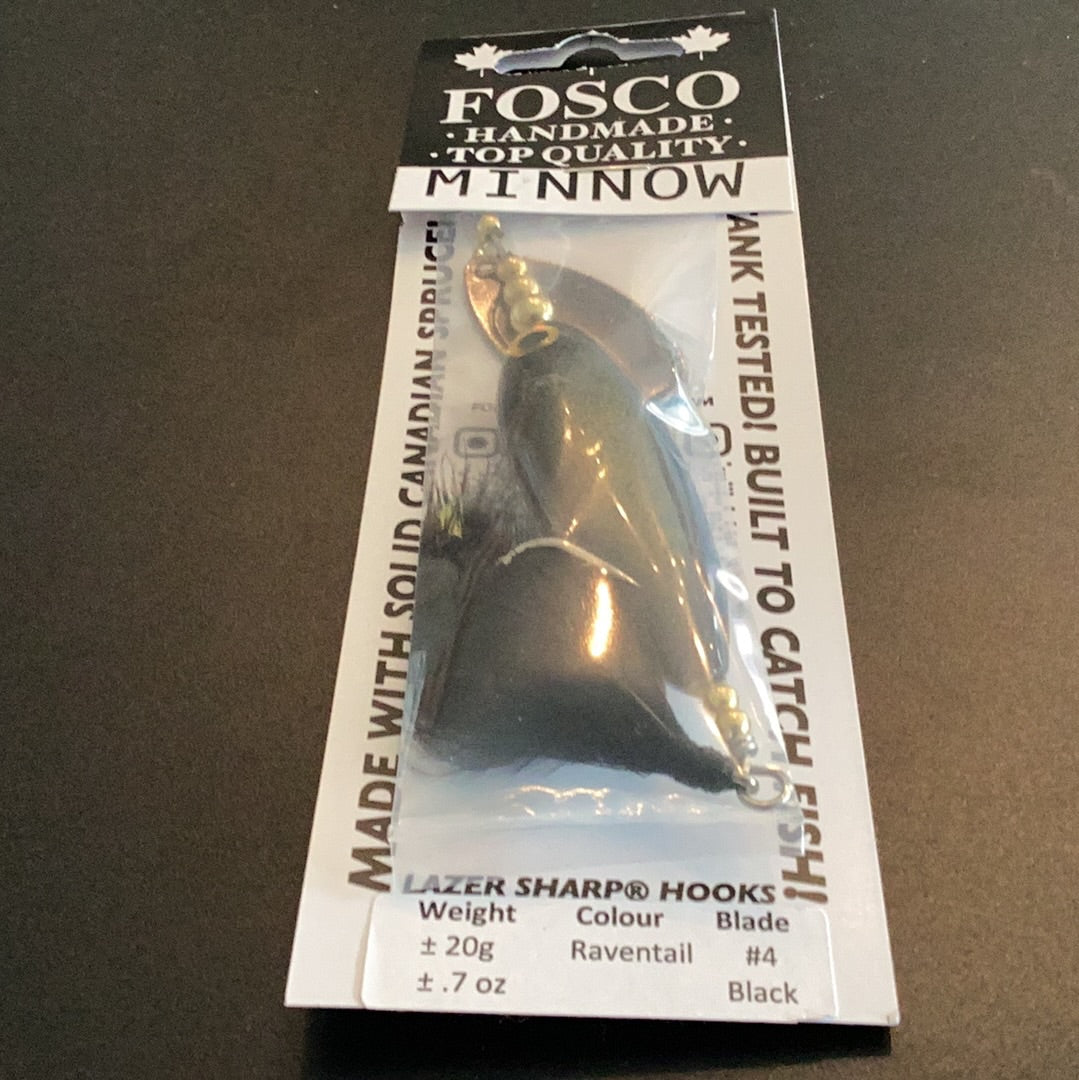 FOSCO
· HANDMADE ·
· TOP QUALITY ·
MINNOW
MADE WITH SOLID CANADIAN SPRUCE!
TANK TESTED! BUILT TO CATCH FISH!
LAZER SHARP® HOOKS
Weight Colour Blade
± 20g Raventail #4
± .7 oz Black